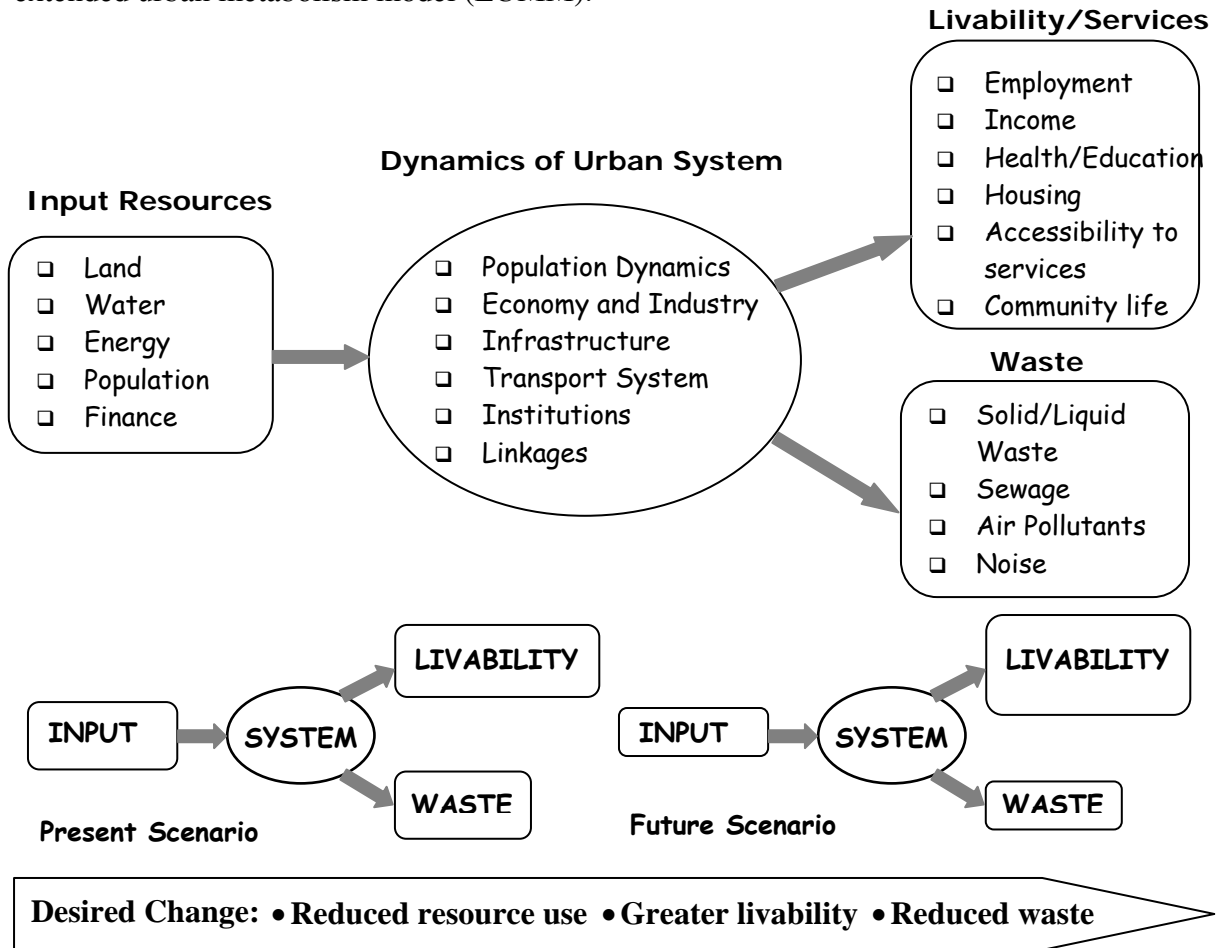 extended urban metabolism model (EUMM).
Livability/Services
❑ Employment
❑ Income
❑ Health/Education
❑ Housing
❑ Accessibility to
services
❑ Community life
Dynamics of Urban System
❑ Population Dynamics
❑ Economy and Industry
❑ Infrastructure
❑ Transport System
❑ Institutions
❑ Linkages
Input Resources
❑ Land
❑ Water
❑ Energy
❑ Population
❑ Finance
Waste
❑ Solid/Liquid
Waste
❑ Sewage
❑ Air Pollutants
❑ Noise
INPUT
SYSTEM
LIVABILITY
WASTE
Present Scenario
INPUT
SYSTEM
LIVABILITY
WASTE
Future Scenario
Desired Change: • Reduced resource use • Greater livability • Reduced waste